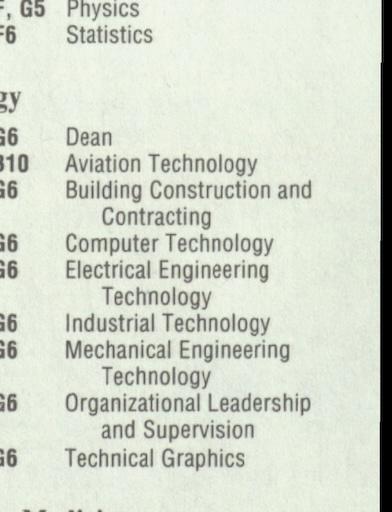 F, G5 Physics
F6 Statistics
gy
G6 Dean
B10 Aviation Technology
G6 Building Construction and
Contracting
G6 Computer Technology
G6 Electrical Engineering
Technology
G6 Industrial Technology
G6 Mechanical Engineering
Technology
G6 Organizational Leadership
and Supervision
G6 Technical Graphics